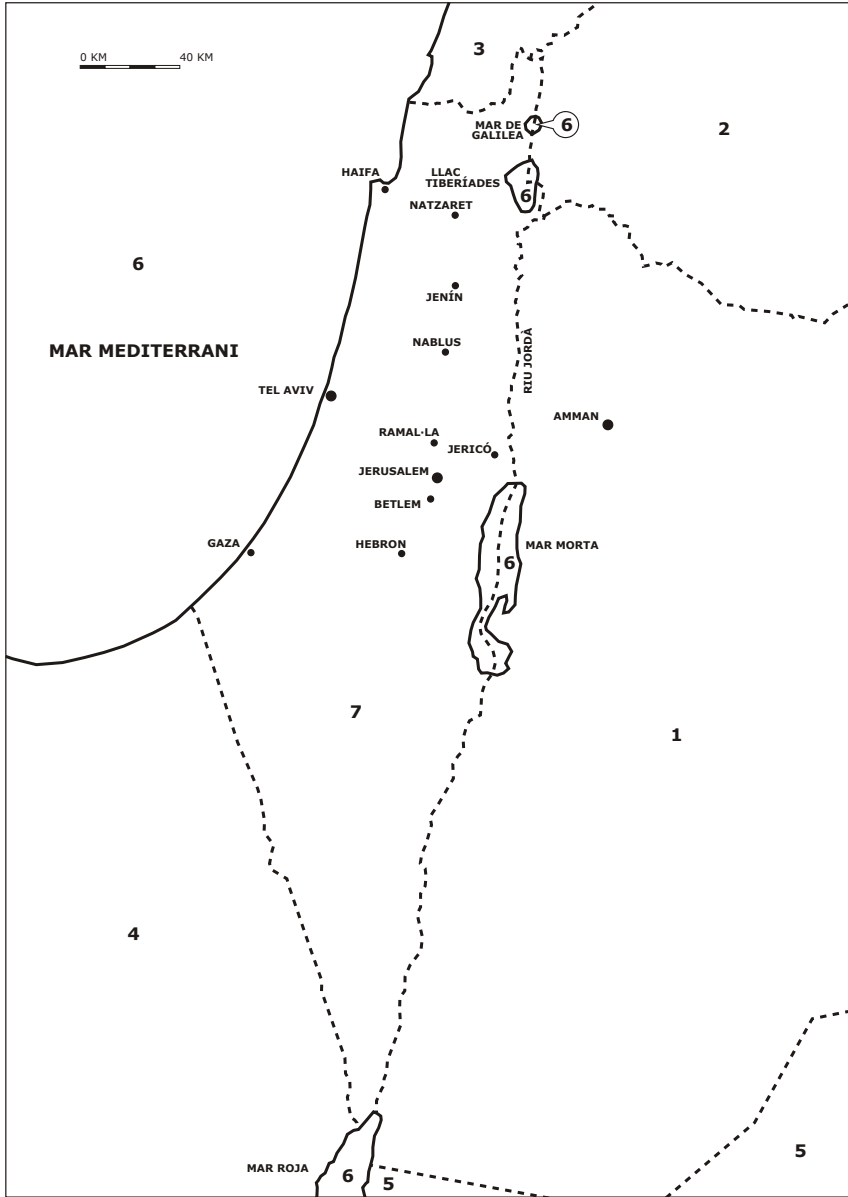 0 KM 40 KM
3
MAR DE
GALILEA
6
2
HAIFA
LLAC
TIBERÍADES
6
NATZARET
6
JENÍN
MAR MEDITERRANI
NABLUS
RIU JORDÀ
TEL AVIV
AMMAN
RAMAL·LA
JERICÓ
JERUSALEM
BETLEM
GAZA
HEBRON
MAR MORTA
6
7
1
4
5
MAR ROJA
6
5